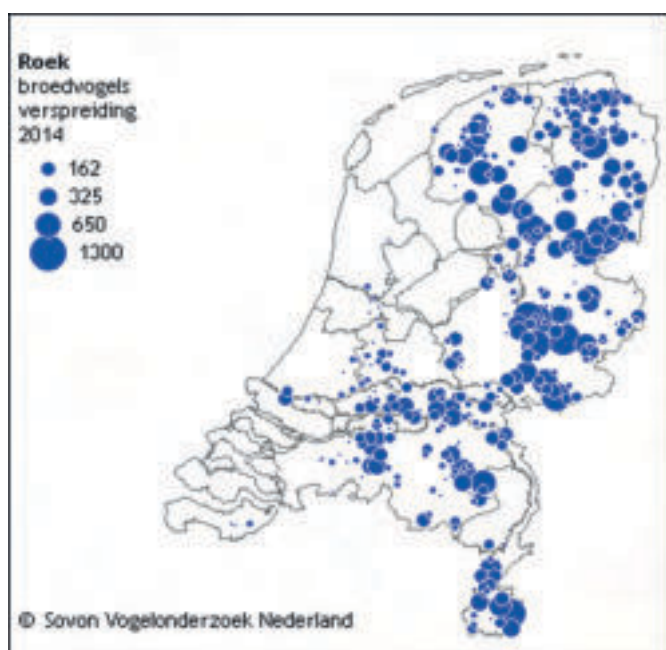 Roek
broedvogels
verspreiding
2014
162
325
650
1300
© Sovon Vogelonderzoek Nederland